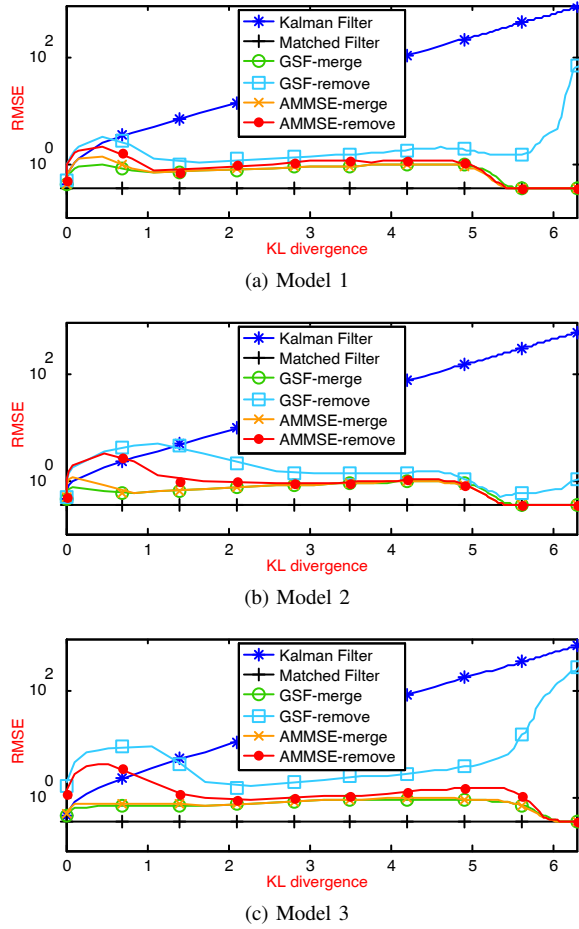 10^2
10^0
RMSE
Kalman Filter
Matched Filter
GSF-merge
GSF-remove
AMMSE-merge
AMMSE-remove
0 1 2 3 4 5 6
KL divergence
(a) Model 1
10^2
10^0
RMSE
Kalman Filter
Matched Filter
GSF-merge
GSF-remove
AMMSE-merge
AMMSE-remove
0 1 2 3 4 5 6
KL divergence
(b) Model 2
10^2
10^0
RMSE
Kalman Filter
Matched Filter
GSF-merge
GSF-remove
AMMSE-merge
AMMSE-remove
0 1 2 3 4 5 6
KL divergence
(c) Model 3